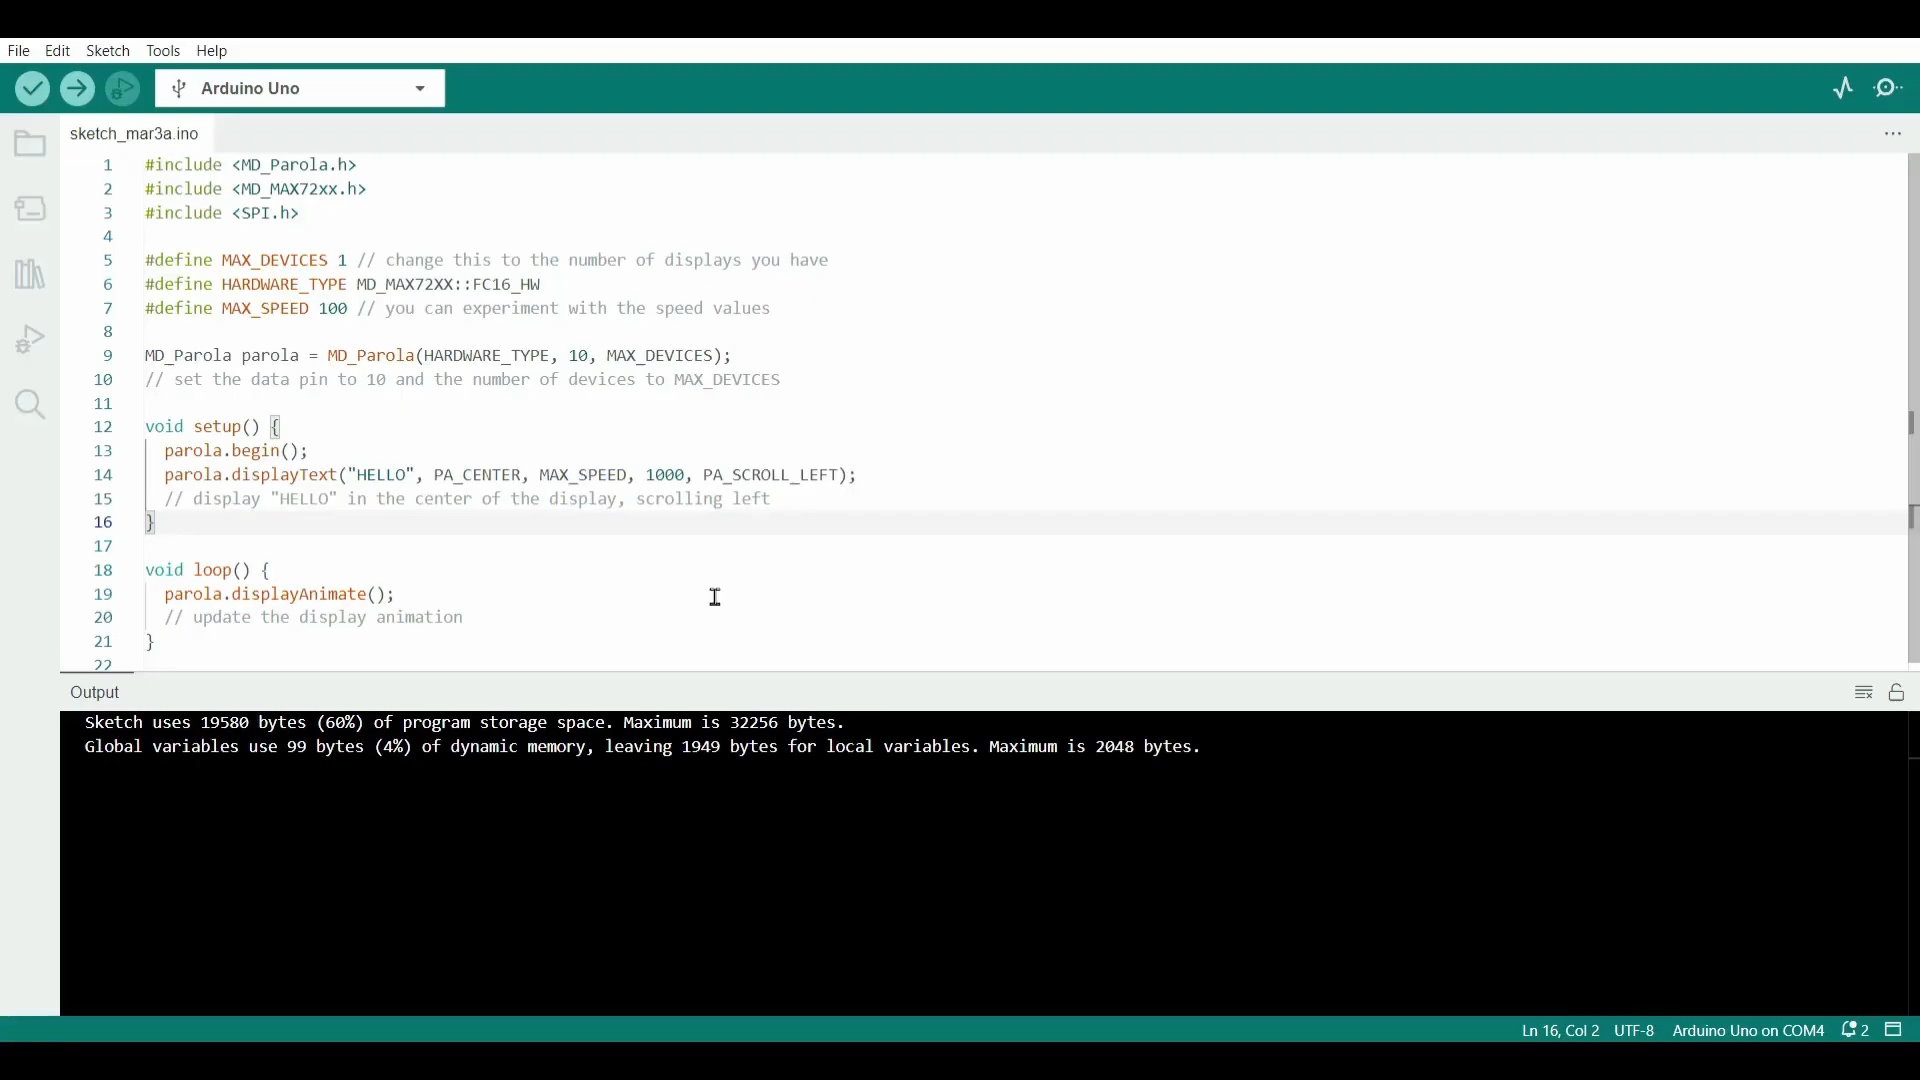 File Edit Sketch Tools Help
Arduino Uno
sketch_mar3a.ino
1 #include <MD_Parola.h>
2 #include <MD_MAX72xx.h>
3 #include <SPI.h>
4
5 #define MAX_DEVICES 1 // change this to the number of displays you have
6 #define HARDWARE_TYPE MD_MAX72XX::FC16_HW
7 #define MAX_SPEED 100 // you can experiment with the speed values
8
9 MD_Parola parola = MD_Parola(HARDWARE_TYPE, 10, MAX_DEVICES);
10 // set the data pin to 10 and the number of devices to MAX_DEVICES
11
12 void setup() {
13   parola.begin();
14   parola.displayText("HELLO", PA_CENTER, MAX_SPEED, 1000, PA_SCROLL_LEFT);
15   // display "HELLO" in the center of the display, scrolling left
16 }
17
18 void loop() {
19   parola.displayAnimate();
20   // update the display animation
21 }
22
Output
Sketch uses 19580 bytes (60%) of program storage space. Maximum is 32256 bytes.
Global variables use 99 bytes (4%) of dynamic memory, leaving 1949 bytes for local variables. Maximum is 2048 bytes.
Ln 16, Col 2 UTF-8 Arduino Uno on COM4 2